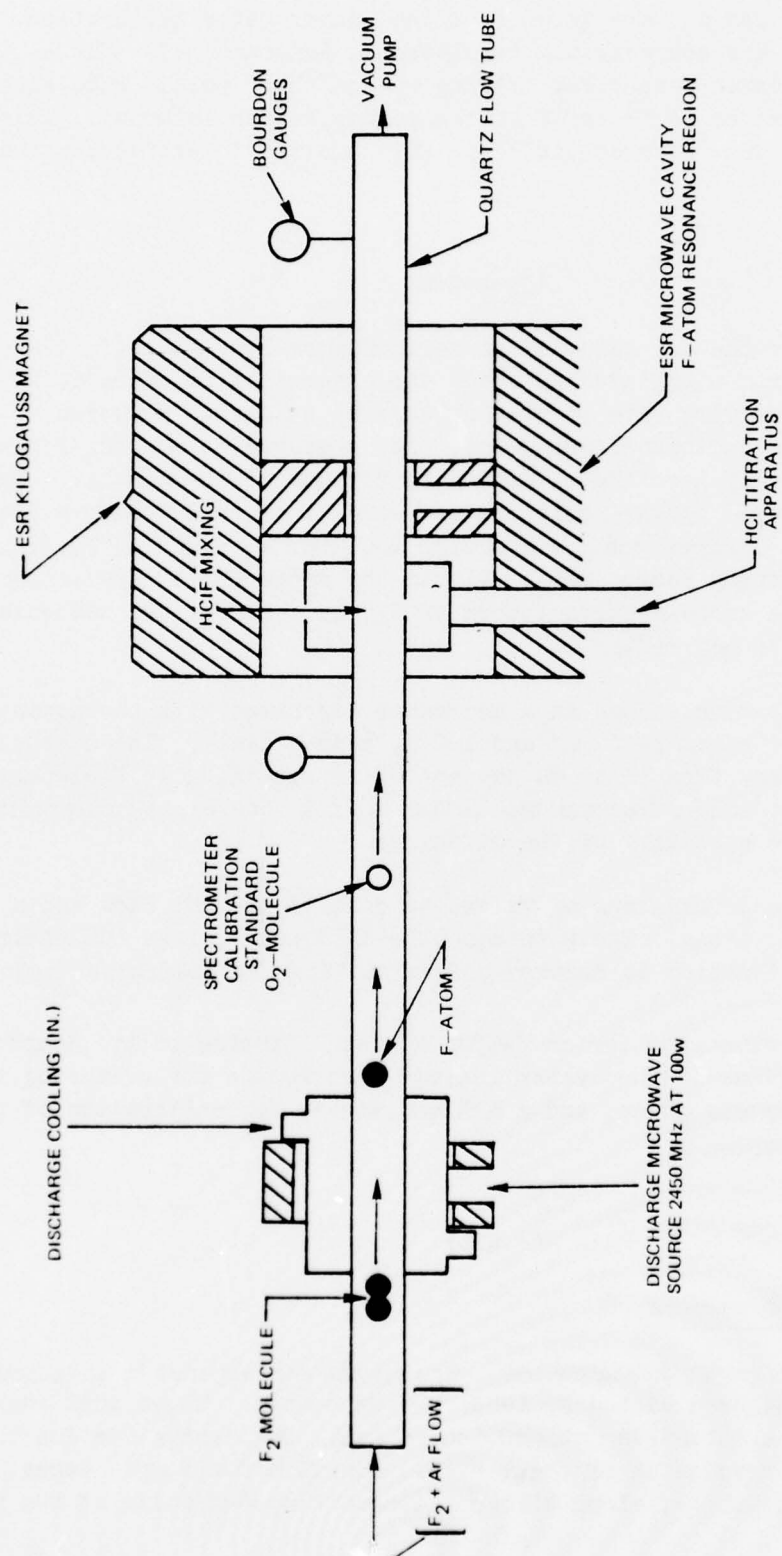 ESR KILOGAUSS MAGNET
DISCHARGE COOLING (IN.)
HClF MIXING
SPECTROMETER
CALIBRATION
STANDARD
O2–MOLECULE
BOURDON
GAUGES
F2 MOLECULE
VACUUM
PUMP
[F2 + Ar FLOW]
F–ATOM
QUARTZ FLOW TUBE
DISCHARGE MICROWAVE
SOURCE 2450 MHz AT 100w
ESR MICROWAVE CAVITY
F–ATOM RESONANCE REGION
HCl TITRATION
APPARATUS